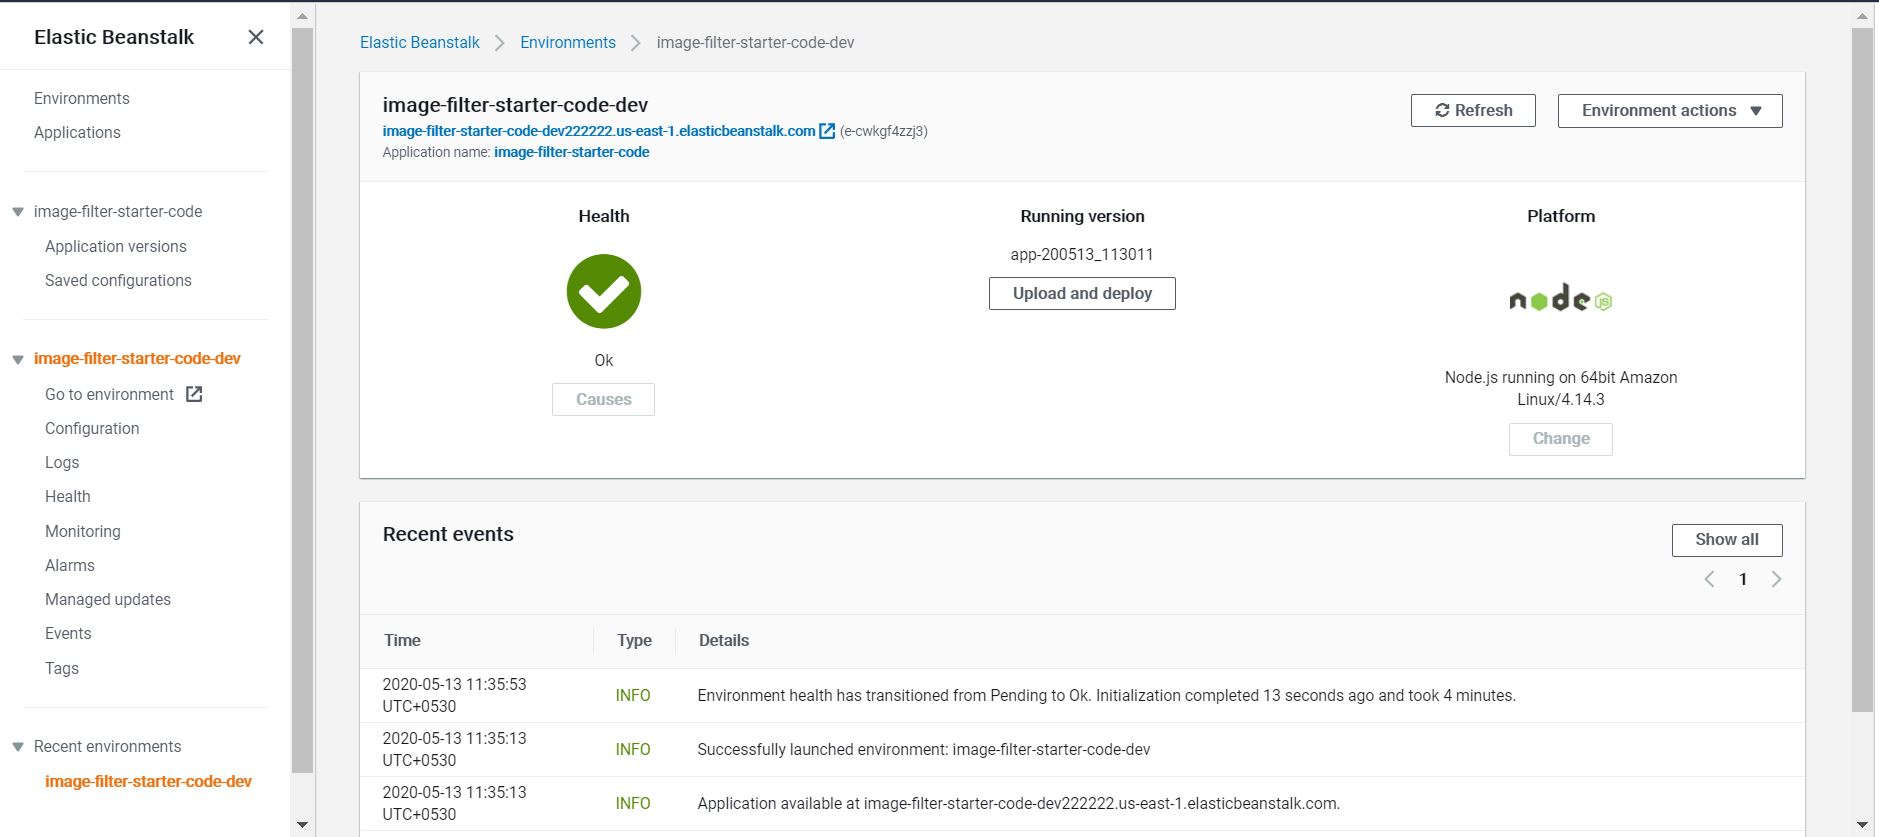 Elastic Beanstalk
Environments
Applications
image-filter-starter-code
Application versions
Saved configurations
image-filter-starter-code-dev
Go to environment
Configuration
Logs
Health
Monitoring
Alarms
Managed updates
Events
Tags
Recent environments
image-filter-starter-code-dev
Elastic Beanstalk > Environments > image-filter-starter-code-dev
image-filter-starter-code-dev
image-filter-starter-code-dev222222.us-east-1.elasticbeanstalk.com (e-cwkgf4zzj3)
Application name: image-filter-starter-code
Refresh
Environment actions
Health
Ok
Causes
Running version
app-200513_113011
Upload and deploy
Platform
node JS
Node.js running on 64bit Amazon
Linux/4.14.3
Change
Recent events
Show all
1
Time Type Details
2020-05-13 11:35:53
UTC+0530
INFO
Environment health has transitioned from Pending to Ok. Initialization completed 13 seconds ago and took 4 minutes.
2020-05-13 11:35:13
UTC+0530
INFO
Successfully launched environment: image-filter-starter-code-dev
2020-05-13 11:35:13
UTC+0530
INFO
Application available at image-filter-starter-code-dev222222.us-east-1.elasticbeanstalk.com.